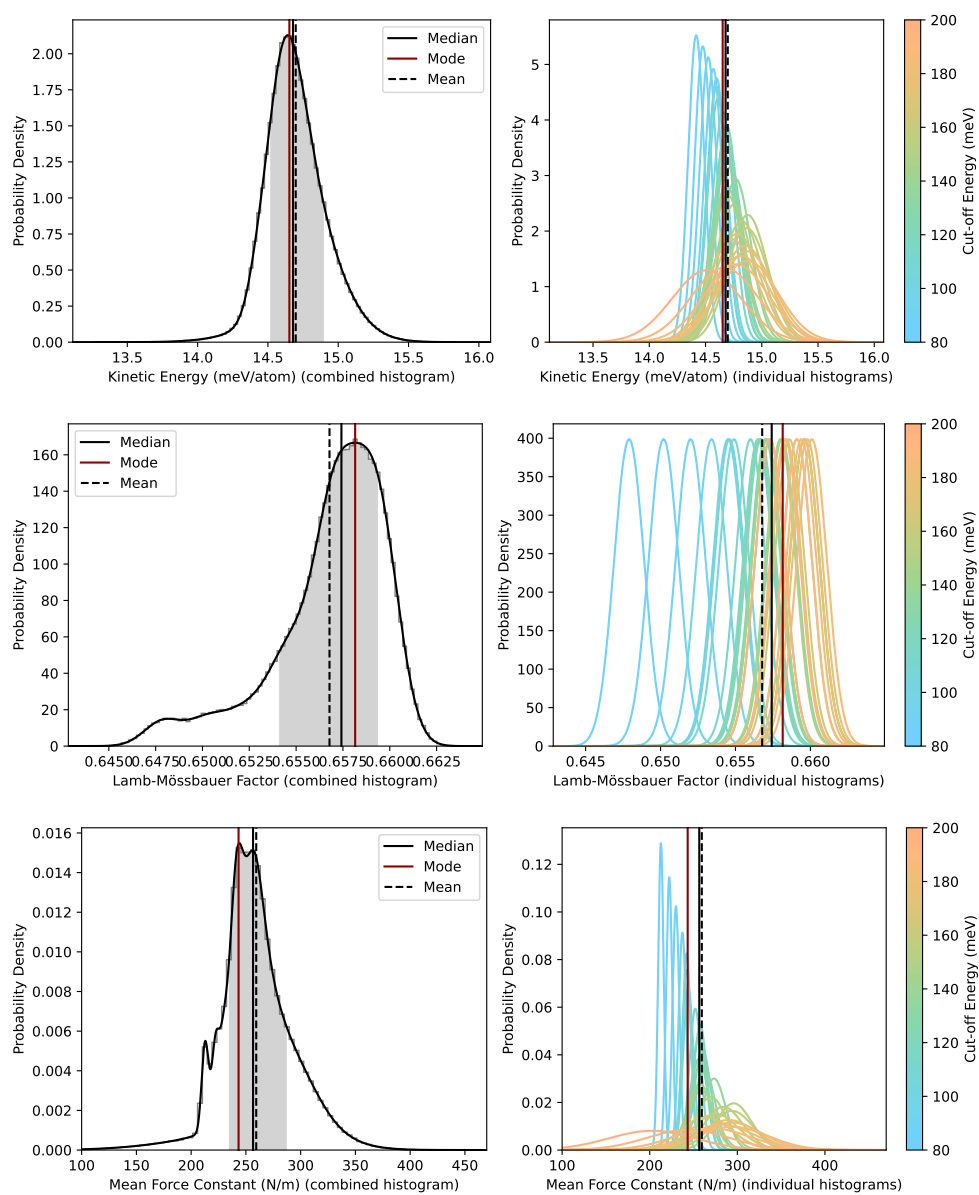 Median
Mode
Mean
2.00
1.75
1.50
1.25
1.00
0.75
0.50
0.25
0.00
Probability Density
13.5 14.0 14.5 15.0 15.5 16.0
Kinetic Energy (meV/atom) (combined histogram)
5
4
3
2
1
0
Probability Density
13.5 14.0 14.5 15.0 15.5 16.0
Kinetic Energy (meV/atom) (individual histograms)
200
180
160
140
120
100
80
Cut-off Energy (meV)
Median
Mode
Mean
160
140
120
100
80
60
40
20
0
Probability Density
0.6450 0.6475 0.6500 0.6525 0.6550 0.6575 0.6600 0.6625
Lamb-Mössbauer Factor (combined histogram)
400
350
300
250
200
150
100
50
0
Probability Density
0.645 0.650 0.655 0.660
Lamb-Mössbauer Factor (individual histograms)
200
180
160
140
120
100
80
Cut-off Energy (meV)
Median
Mode
Mean
0.016
0.014
0.012
0.010
0.008
0.006
0.004
0.002
0.000
Probability Density
100 150 200 250 300 350 400 450
Mean Force Constant (N/m) (combined histogram)
0.12
0.10
0.08
0.06
0.04
0.02
0.00
Probability Density
100 200 300 400
Mean Force Constant (N/m) (individual histograms)
200
180
160
140
120
100
80
Cut-off Energy (meV)